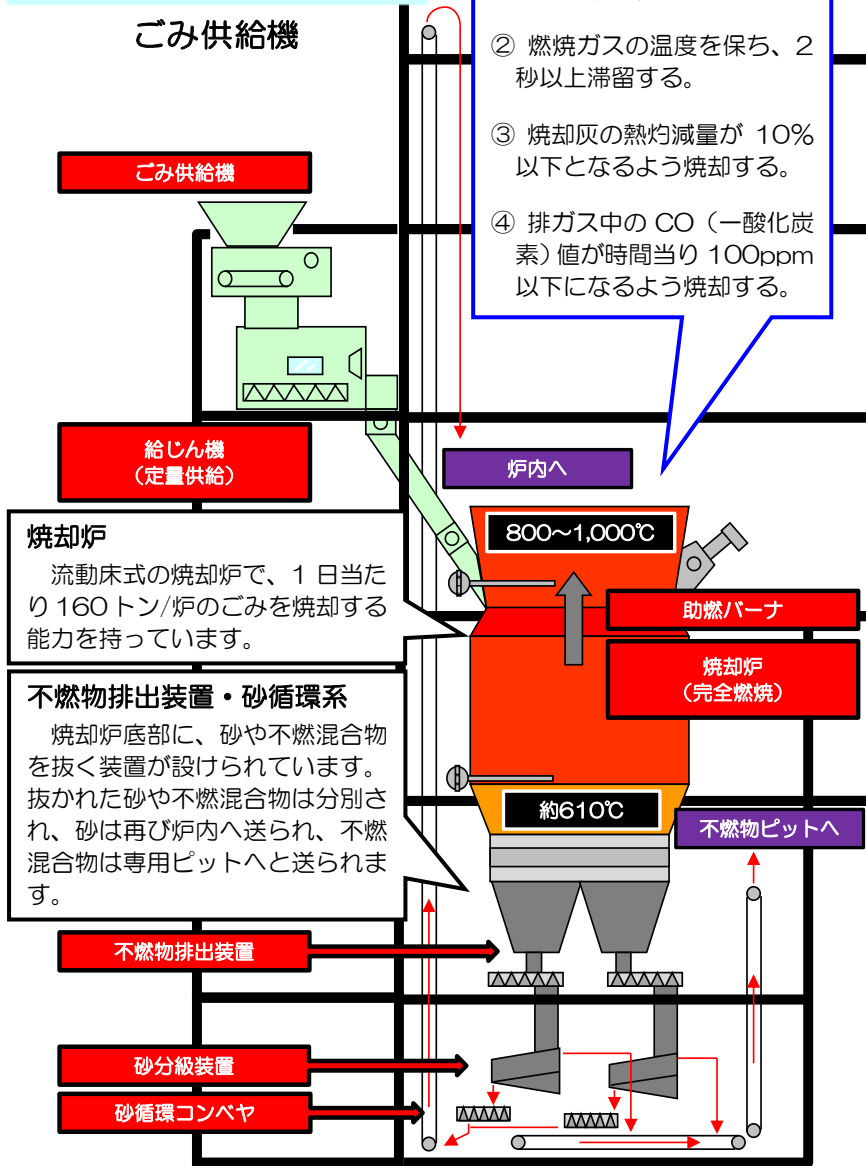 ごみ供給機
② 燃焼ガスの温度を保ち、2
秒以上滞留する。
③ 焼却灰の熱灼減量が 10%
以下となるよう焼却する。
④ 排ガス中の CO（一酸化炭
素）値が時間当り 100ppm
以下になるよう焼却する。
ごみ供給機
給じん機
（定量供給）
炉内へ
800～1,000℃
焼却炉
流動床式の焼却炉で、1 日当た
り 160 トン/炉のごみを焼却する
能力を持っています。
助燃バーナ
焼却炉
（完全燃焼）
不燃物排出装置・砂循環系
焼却炉底部に、砂や不燃混合物
を抜く装置が設けられています。
抜かれた砂や不燃混合物は分別さ
れ、砂は再び炉内へ送られ、不燃
混合物は専用ピットへと送られま
す。
約610℃
不燃物ピットへ
不燃物排出装置
砂分級装置
砂循環コンベヤ